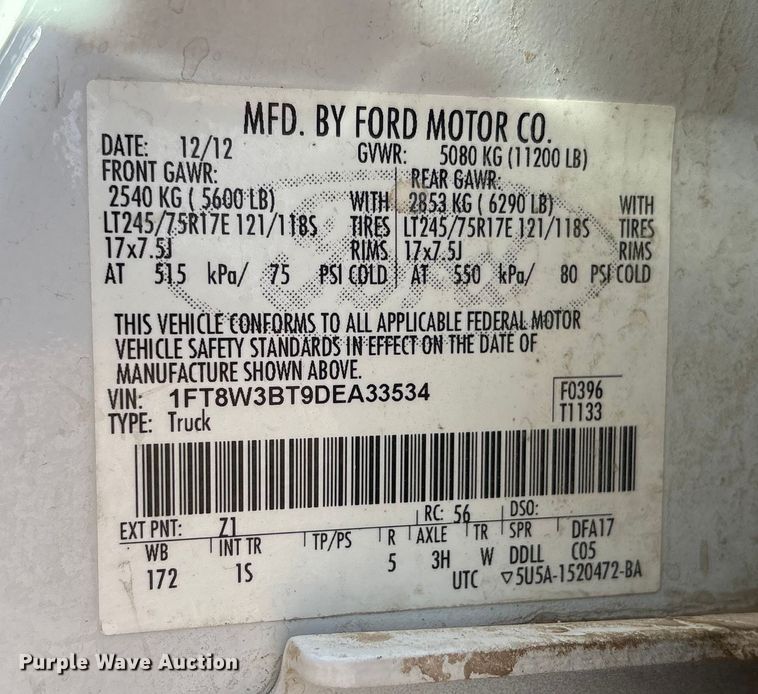 MFD. BY FORD MOTOR CO.
DATE: 12/12 GVWR: 5080 KG (11200 LB)
FRONT GAWR: REAR GAWR:
2540 KG ( 5600 LB) WITH 2853 KG ( 6290 LB) WITH
LT245/75R17E 121/118S TIRES LT245/75R17E 121/118S TIRES
17x7.5J RIMS 17x7.5J RIMS
AT 515 kPa/ 75 PSI COLD AT 550 kPa/ 80 PSI COLD
THIS VEHICLE CONFORMS TO ALL APPLICABLE FEDERAL MOTOR
VEHICLE SAFETY STANDARDS IN EFFECT ON THE DATE OF
MANUFACTURE SHOWN ABOVE.
VIN: 1FT8W3BT9DEA33534 F0396
TYPE: Truck T1133
EXT PNT: Z1 RC: 56 DSO:
WB INT TR TP/PS R AXLE TR SPR DFA17
172 1S 5 3H W DDLL C05
UTC ▽5U5A-1520472-BA
Purple Wave Auction